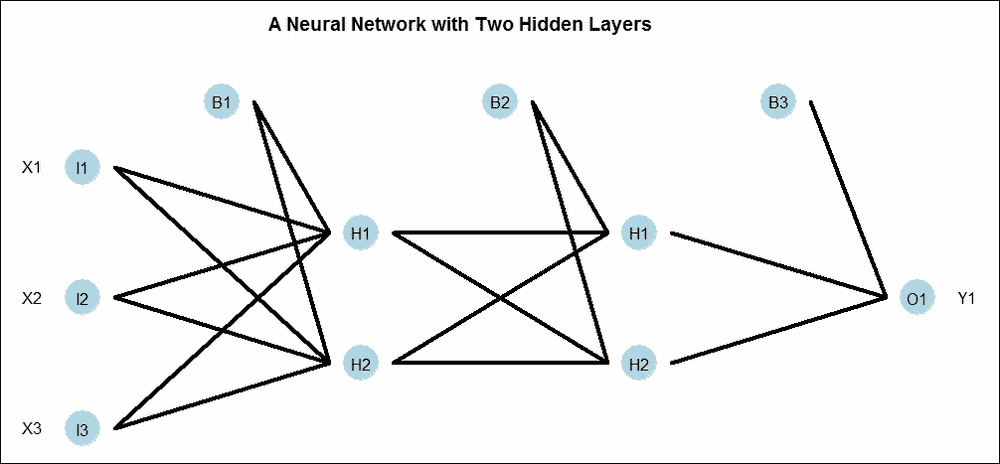 A Neural Network with Two Hidden Layers
B1 B2 B3
X1 I1
H1 H1
X2 I2 O1 Y1
H2 H2
X3 I3